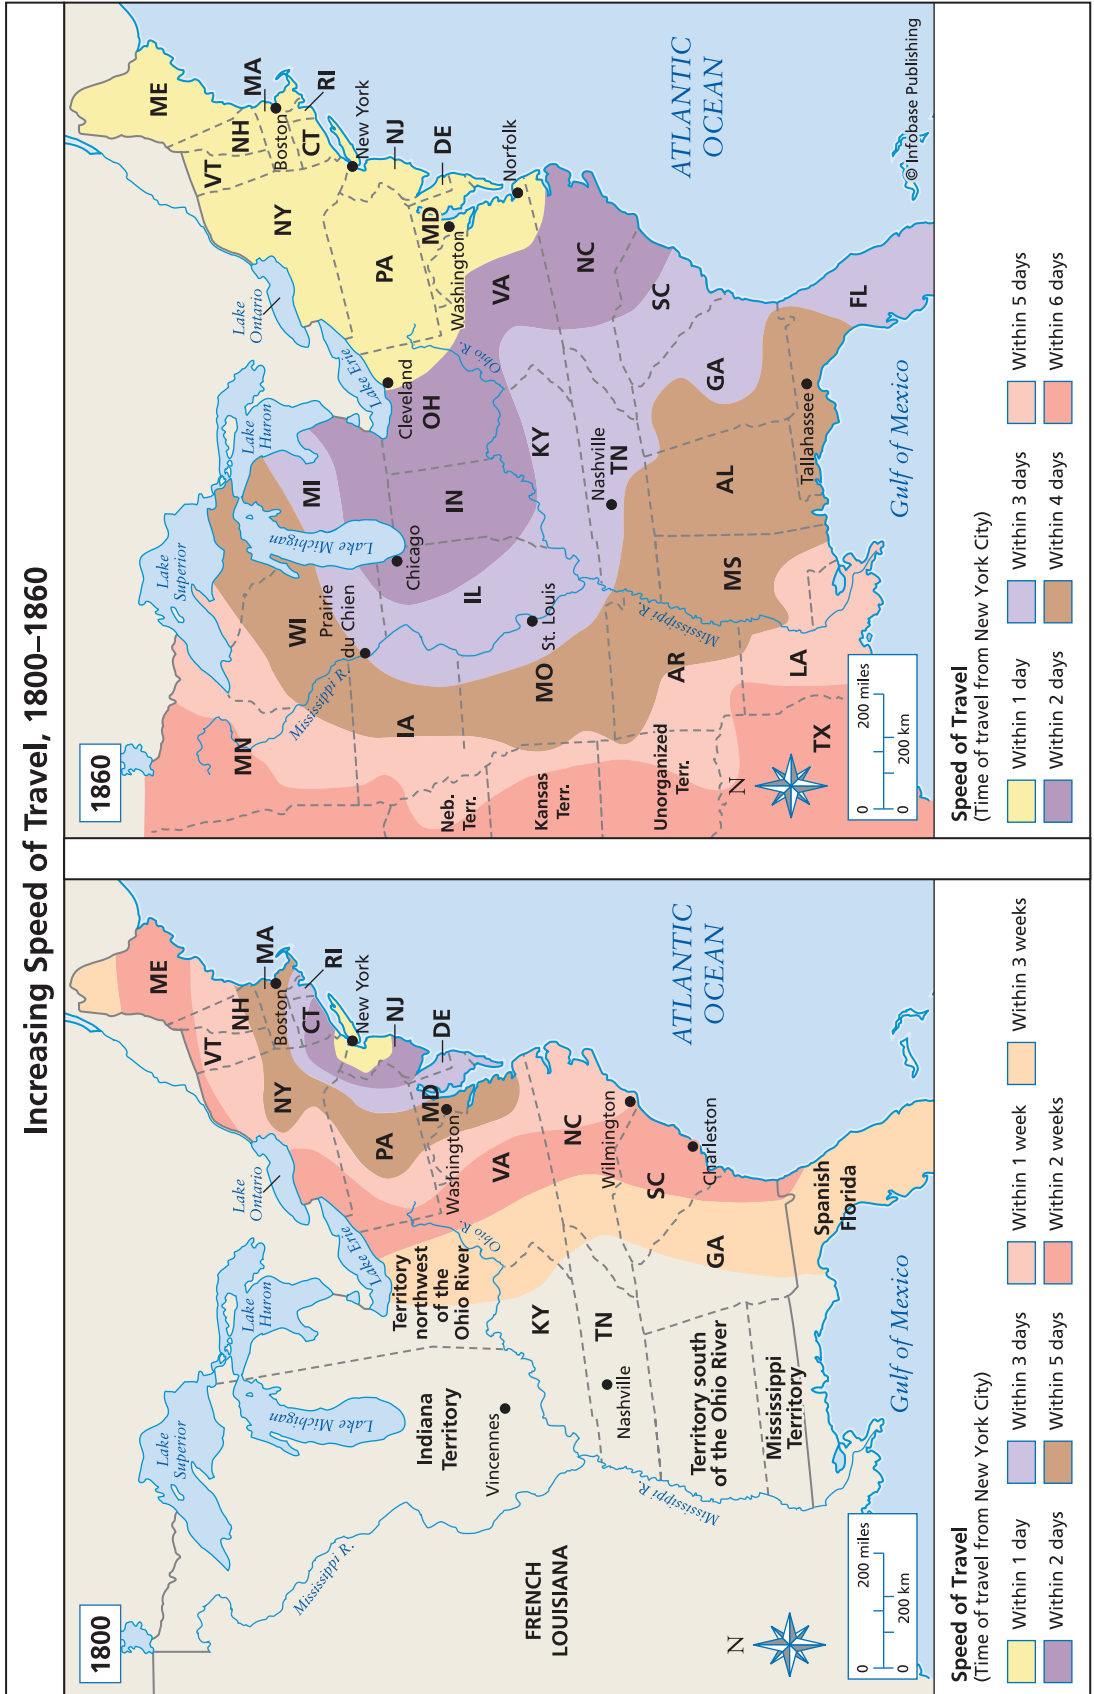 Increasing Speed of Travel, 1800–1860
1800
Lake
Superior
Lake Michigan
Lake
Huron
Lake
Ontario
Lake Erie
Mississippi R.
ME
VT
NH
MA
Boston
RI
CT
NY
New York
NJ
PA
DE
MD
Washington
Territory
northwest
of the
Ohio River
Ohio R.
Indiana
Territory
Vincennes
VA
KY
NC
Wilmington
TN
Nashville
SC
Charleston
FRENCH
LOUISIANA
Mississippi R.
Territory south
of the Ohio River
GA
Mississippi
Territory
Spanish
Florida
ATLANTIC
OCEAN
Gulf of Mexico
N
0
200 miles
0
200 km
Speed of Travel
(Time of travel from New York City)
Within 1 day
Within 2 days
Within 3 days
Within 5 days
Within 1 week
Within 2 weeks
Within 3 weeks
1860
Lake
Superior
Lake Michigan
Lake
Huron
Lake
Ontario
Lake Erie
Mississippi R.
ME
VT
NH
MA
Boston
RI
CT
NY
New York
NJ
PA
DE
MD
Washington
Norfolk
MN
WI
Prairie
du Chien
MI
Chicago
Cleveland
OH
IN
IL
IA
Neb.
Terr.
Kansas
Terr.
MO
St. Louis
Ohio R.
VA
KY
NC
Nashville
TN
SC
Unorganized
Terr.
AR
Mississippi R.
MS
AL
GA
Tallahassee
FL
LA
TX
ATLANTIC
OCEAN
Gulf of Mexico
N
0
200 miles
0
200 km
© Infobase Publishing
Speed of Travel
(Time of travel from New York City)
Within 1 day
Within 2 days
Within 3 days
Within 4 days
Within 5 days
Within 6 days